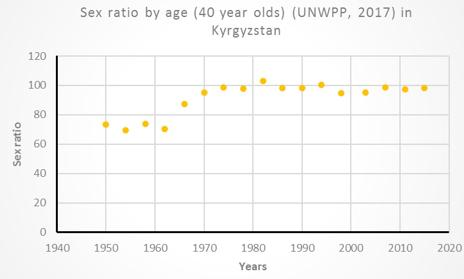 Sex ratio by age (40 year olds) (UNWPP, 2017) in
Kyrgyzstan
120
100
80
60
40
20
0
Sex ratio
1940 1950 1960 1970 1980 1990 2000 2010 2020
Years